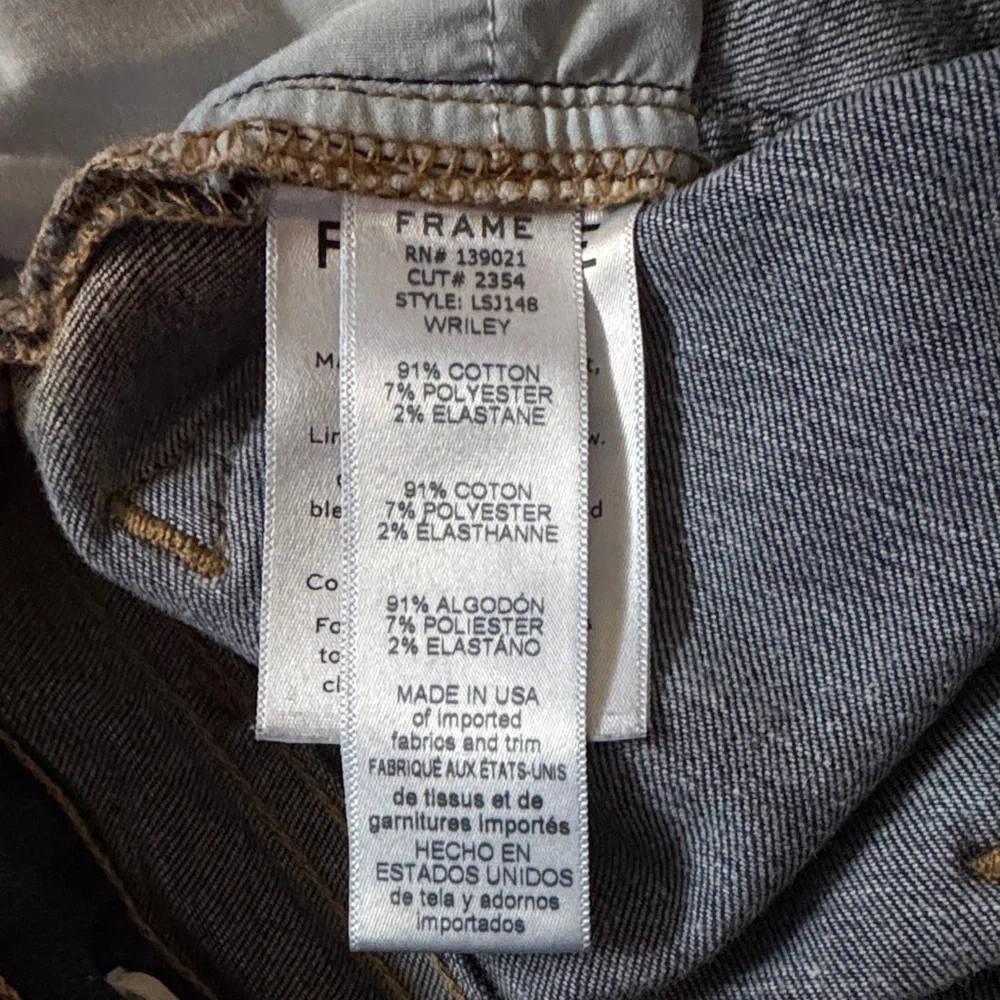 FRAME
RN# 139021
CUT# 2354
STYLE: LSJ148
WRILEY
91% COTTON
7% POLYESTER
2% ELASTANE
91% COTON
7% POLYESTER
2% ÉLASTHANNE
91% ALGODÓN
7% POLIESTER
2% ELASTÁNO
MADE IN USA
of imported
fabrics and trim
FABRIQUÉ AUX ÉTATS-UNIS
de tissus et de
garnitures importés
HECHO EN
ESTADOS UNIDOS
de tela y adornos
importados